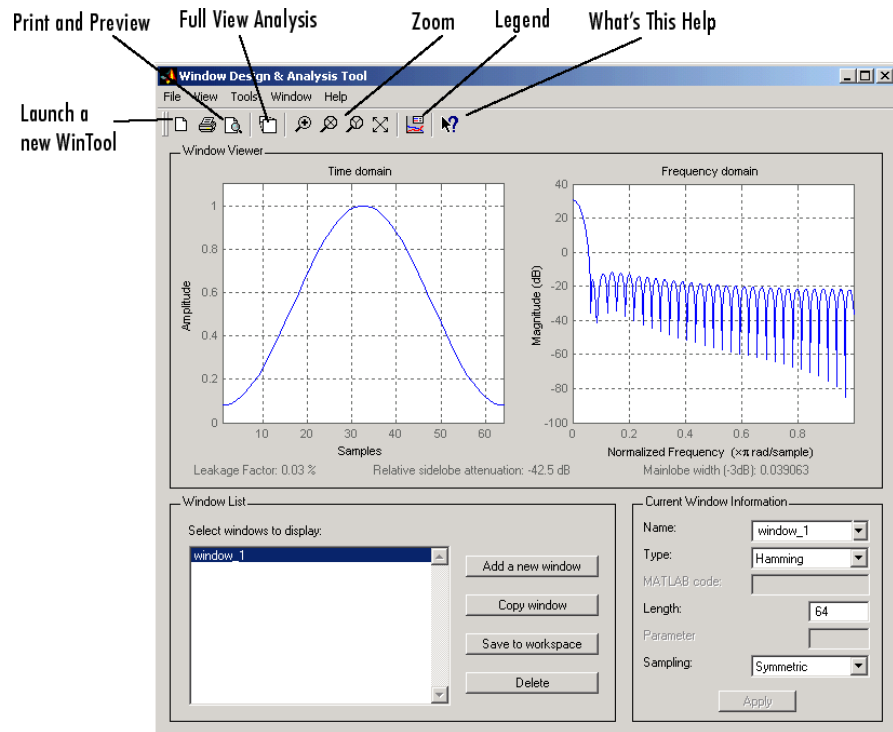 Print and Preview
Full View Analysis
Zoom
Legend
What's This Help
Launch a
new WinTool
Window Design & Analysis Tool
File View Tools Window Help
Window Viewer
Time domain
Frequency domain
Amplitude
1
0.8
0.6
0.4
0.2
0
10 20 30 40 50 60
Samples
Magnitude (dB)
40
20
0
-20
-40
-60
-80
-100
0 0.2 0.4 0.6 0.8
Normalized Frequency (×π rad/sample)
Leakage Factor: 0.03 %
Relative sidelobe attenuation: -42.5 dB
Mainlobe width (-3dB): 0.039063
Window List
Select windows to display:
window_1
Add a new window
Copy window
Save to workspace
Delete
Current Window Information
Name: window_1
Type: Hamming
MATLAB code:
Length: 64
Parameter
Sampling: Symmetric
Apply